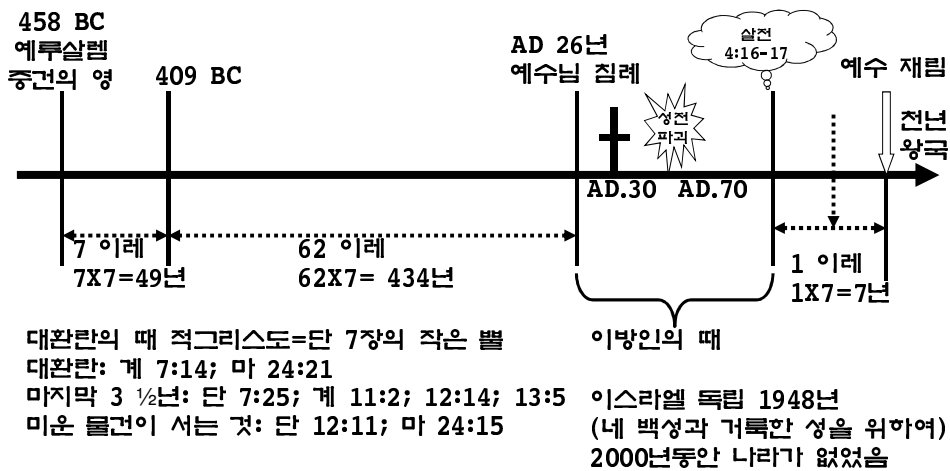 458 BC
예루살렘
중건의 영
409 BC
AD 26년
예수님 침례
살전
4:16-17
예수 재림
성전
파괴
천년
왕국
AD.30
AD.70
7 이레
7X7=49년
62 이레
62X7= 434년
1 이레
1X7=7년
대환란의 때 적그리스도=단 7장의 작은 뿔
대환란: 계 7:14; 마 24:21
마지막 3 ½년: 단 7:25; 계 11:2; 12:14; 13:5
미운 물건이 서는 것: 단 12:11; 마 24:15
이방인의 때
이스라엘 독립 1948년
(네 백성과 거룩한 성을 위하여)
2000년동안 나라가 없었음